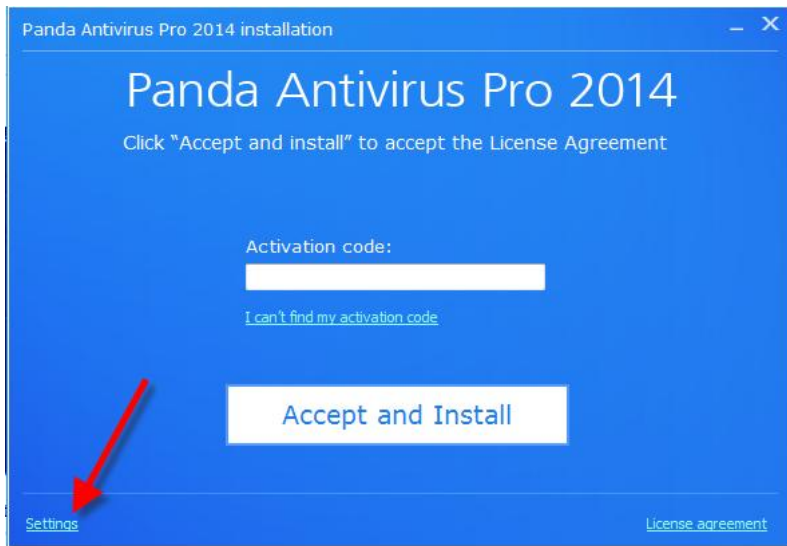 Panda Antivirus Pro 2014 installation
Panda Antivirus Pro 2014
Click “Accept and install” to accept the License Agreement
Activation code:
I can't find my activation code
Accept and Install
Settings
License agreement